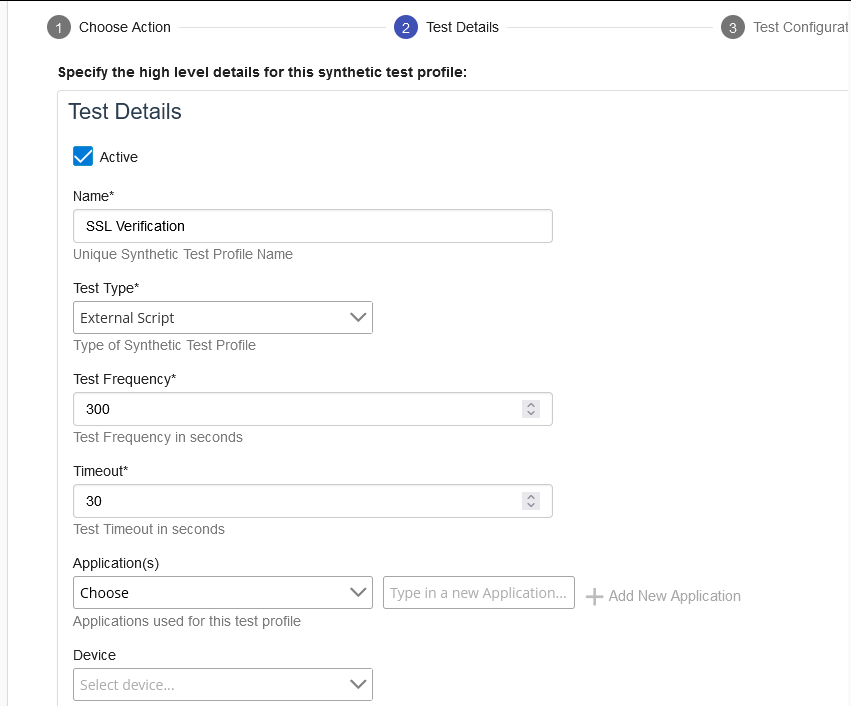 1 Choose Action 2 Test Details 3 Test Configurat
Specify the high level details for this synthetic test profile:
Test Details
Active
Name*
SSL Verification
Unique Synthetic Test Profile Name
Test Type*
External Script
Type of Synthetic Test Profile
Test Frequency*
300
Test Frequency in seconds
Timeout*
30
Test Timeout in seconds
Application(s)
Choose Type in a new Application... Add New Application
Applications used for this test profile
Device
Select device...